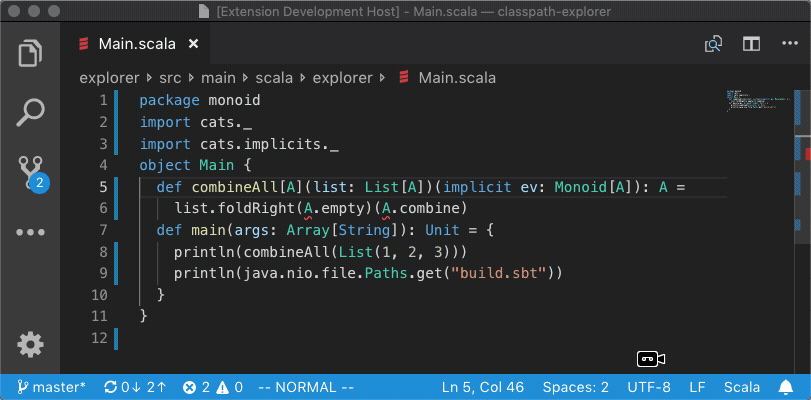 [Extension Development Host] - Main.scala — classpath-explorer
Main.scala ×
explorer › src › main › scala › explorer › Main.scala
1 package monoid
2 import cats._
3 import cats.implicits._
4 object Main {
5 def combineAll[A](list: List[A])(implicit ev: Monoid[A]): A =
6 list.foldRight(A.empty)(A.combine)
7 def main(args: Array[String]): Unit = {
8 println(combineAll(List(1, 2, 3)))
9 println(java.nio.file.Paths.get("build.sbt"))
10 }
11 }
12
2
master* 0↓ 2↑ 2 0 -- NORMAL -- Ln 5, Col 46 Spaces: 2 UTF-8 LF Scala